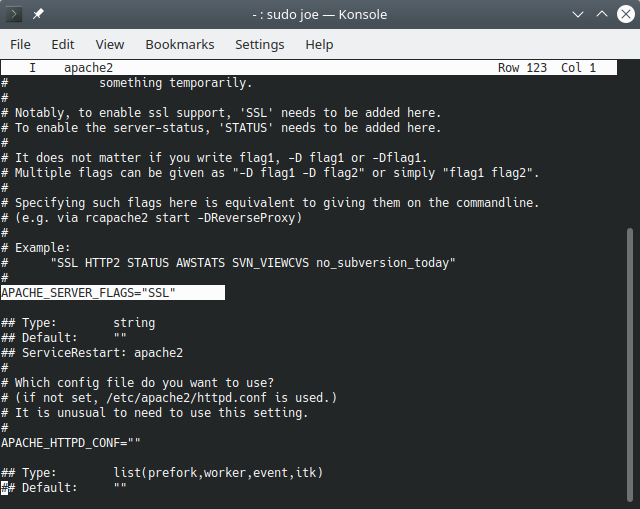 - : sudo joe — Konsole
File Edit View Bookmarks Settings Help
I apache2 Row 123 Col 1
# something temporarily.
#
# Notably, to enable ssl support, 'SSL' needs to be added here.
# To enable the server-status, 'STATUS' needs to be added here.
#
# It does not matter if you write flag1, -D flag1 or -Dflag1.
# Multiple flags can be given as "-D flag1 -D flag2" or simply "flag1 flag2".
#
# Specifying such flags here is equivalent to giving them on the commandline.
# (e.g. via rcapache2 start -DReverseProxy)
#
# Example:
# "SSL HTTP2 STATUS AWSTATS SVN_VIEWCVS no_subversion_today"
#
APACHE_SERVER_FLAGS="SSL"
## Type: string
## Default: ""
## ServiceRestart: apache2
#
# Which config file do you want to use?
# (if not set, /etc/apache2/httpd.conf is used.)
# It is unusual to need to use this setting.
#
APACHE_HTTPD_CONF=""
## Type: list(prefork,worker,event,itk)
## Default: ""